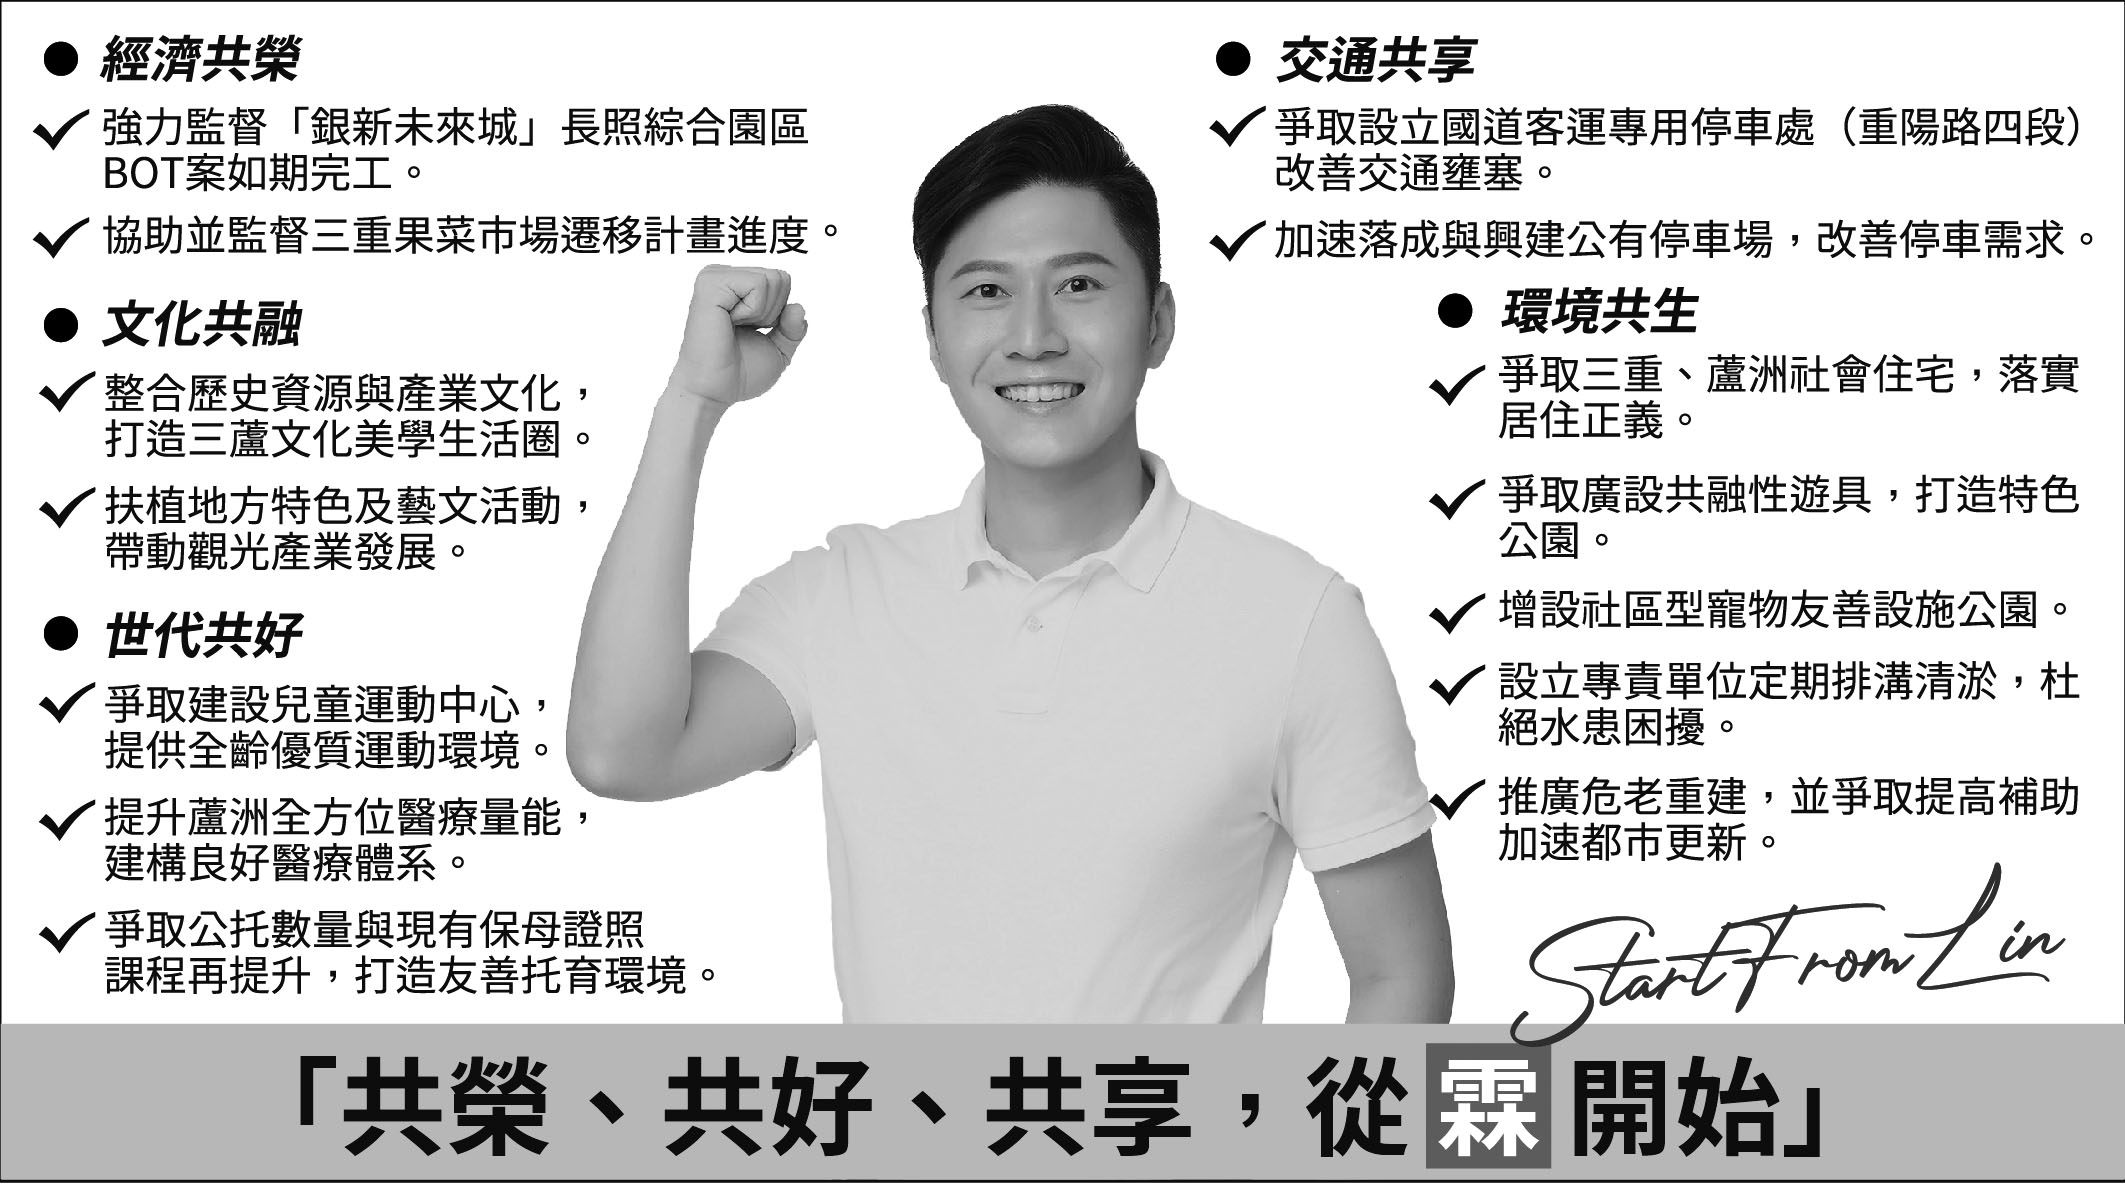 ● 經濟共榮
強力監督「銀新未來城」長照綜合園區
BOT案如期完工。
協助並監督三重果菜市場遷移計畫進度。
● 文化共融
整合歷史資源與產業文化，
打造三蘆文化美學生活圈。
扶植地方特色及藝文活動，
帶動觀光產業發展。
● 世代共好
爭取建設兒童運動中心，
提供全齡優質運動環境。
提升蘆洲全方位醫療量能，
建構良好醫療體系。
爭取公托數量與現有保母證照
課程再提升，打造友善托育環境。
● 交通共享
爭取設立國道客運專用停車處（重陽路四段）
改善交通壅塞。
加速落成與興建公有停車場，改善停車需求。
● 環境共生
爭取三重、蘆洲社會住宅，落實
居住正義。
爭取廣設共融性遊具，打造特色
公園。
增設社區型寵物友善設施公園。
設立專責單位定期排溝清淤，杜
絕水患困擾。
推廣危老重建，並爭取提高補助
加速都市更新。
Start From Lin
「共榮、共好、共享，從霖開始」